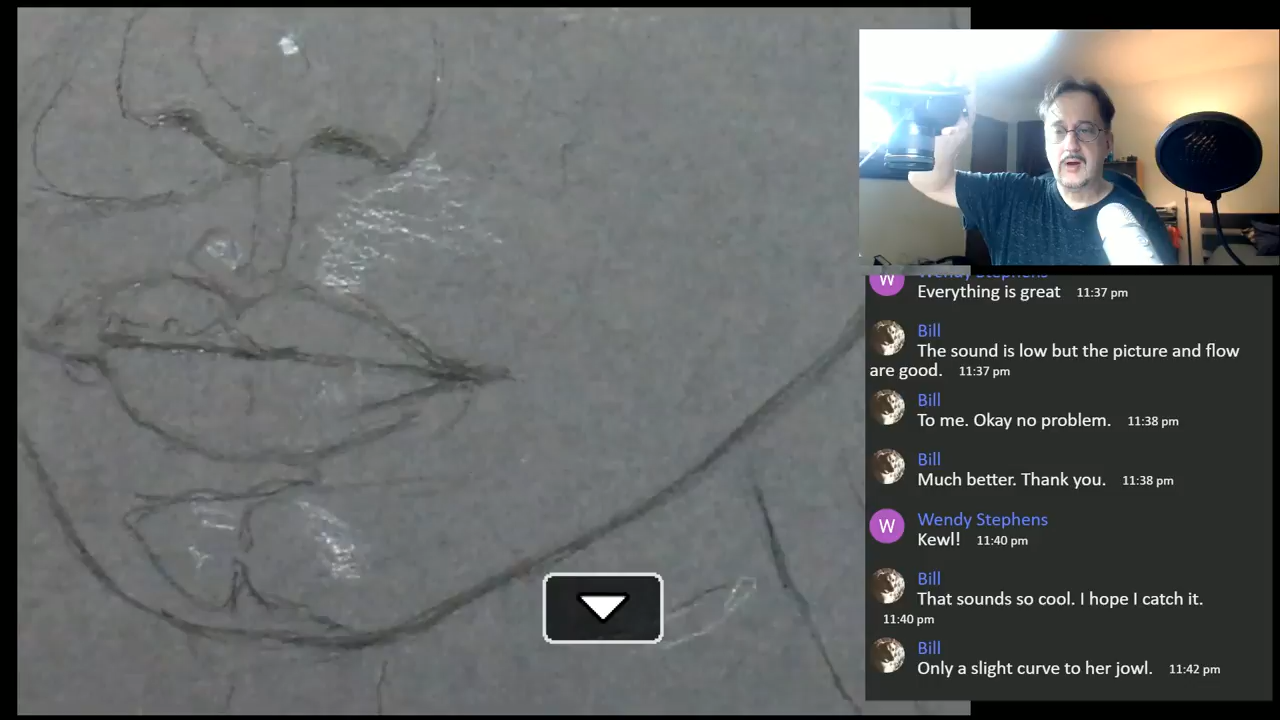 W Wendy Stephens
Everything is great 11:37 pm
Bill
The sound is low but the picture and flow
are good. 11:37 pm
Bill
To me. Okay no problem. 11:38 pm
Bill
Much better. Thank you. 11:38 pm
W Wendy Stephens
Kewl! 11:40 pm
Bill
That sounds so cool. I hope I catch it.
11:40 pm
Bill
Only a slight curve to her jowl. 11:42 pm